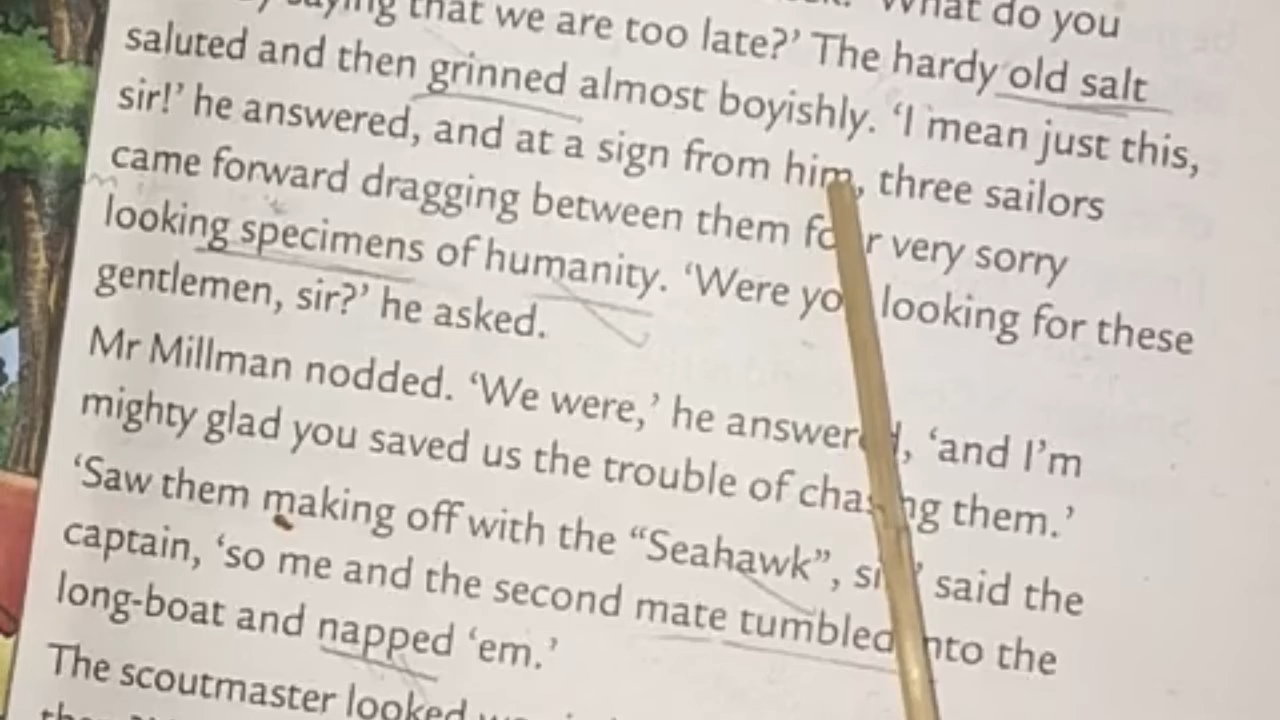 saying that we are too late?’ The hardy old salt
saluted and then grinned almost boyishly. ‘I mean just this,
sir!’ he answered, and at a sign from him, three sailors
came forward dragging between them four very sorry
looking specimens of humanity. ‘Were you looking for these
gentlemen, sir?’ he asked.
Mr Millman nodded. ‘We were,’ he answered, ‘and I’m
mighty glad you saved us the trouble of chasing them.’
‘Saw them making off with the “Seahawk”, sir,’ said the
captain, ‘so me and the second mate tumbled into the
long-boat and napped ‘em.’
The scoutmaster looked